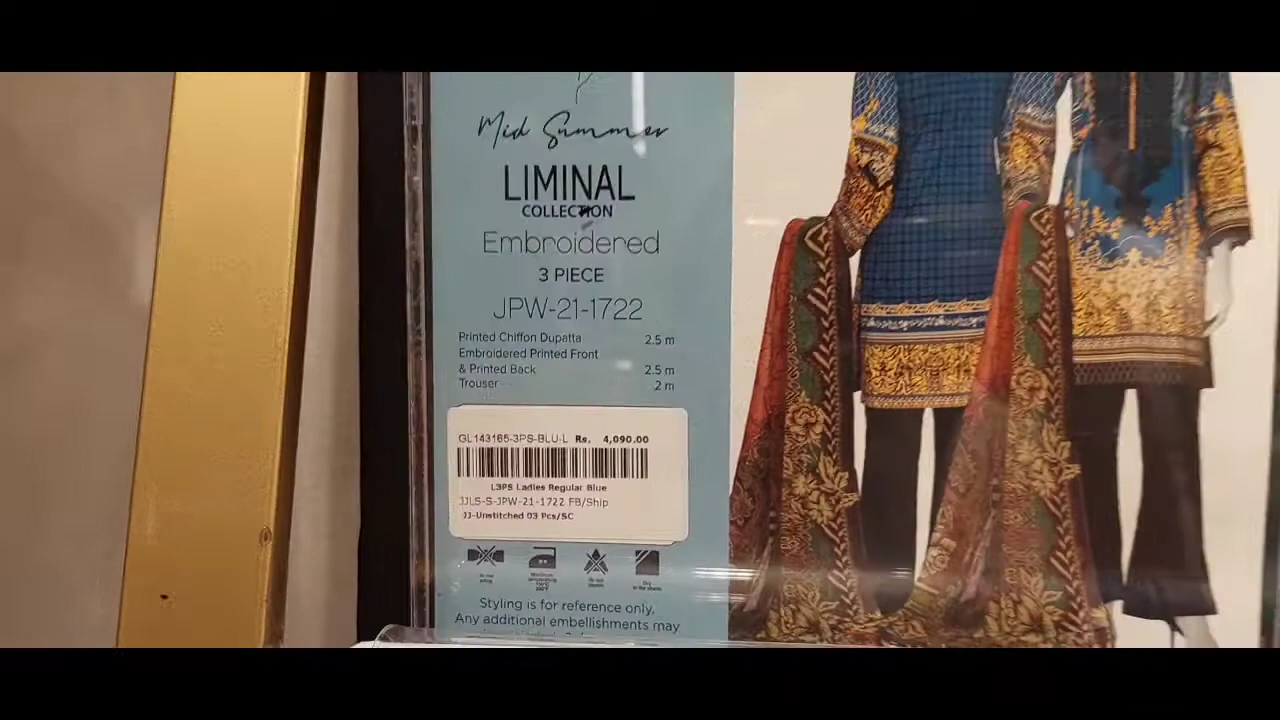 Mid Summer
LIMINAL
COLLECTION
Embroidered
3 PIECE
JPW-21-1722
Printed Chiffon Dupatta 2.5 m
Embroidered Printed Front
& Printed Back 2.5 m
Trouser 2 m
GL143165-3PS-BLU-L Rs. 4,090.00
L3PS Ladies Regular Blue
JJLS-S-JPW-21-1722 FB/Ship
JJ-Unstitched 03 Pcs/SC
Styling is for reference only.
Any additional embellishments may